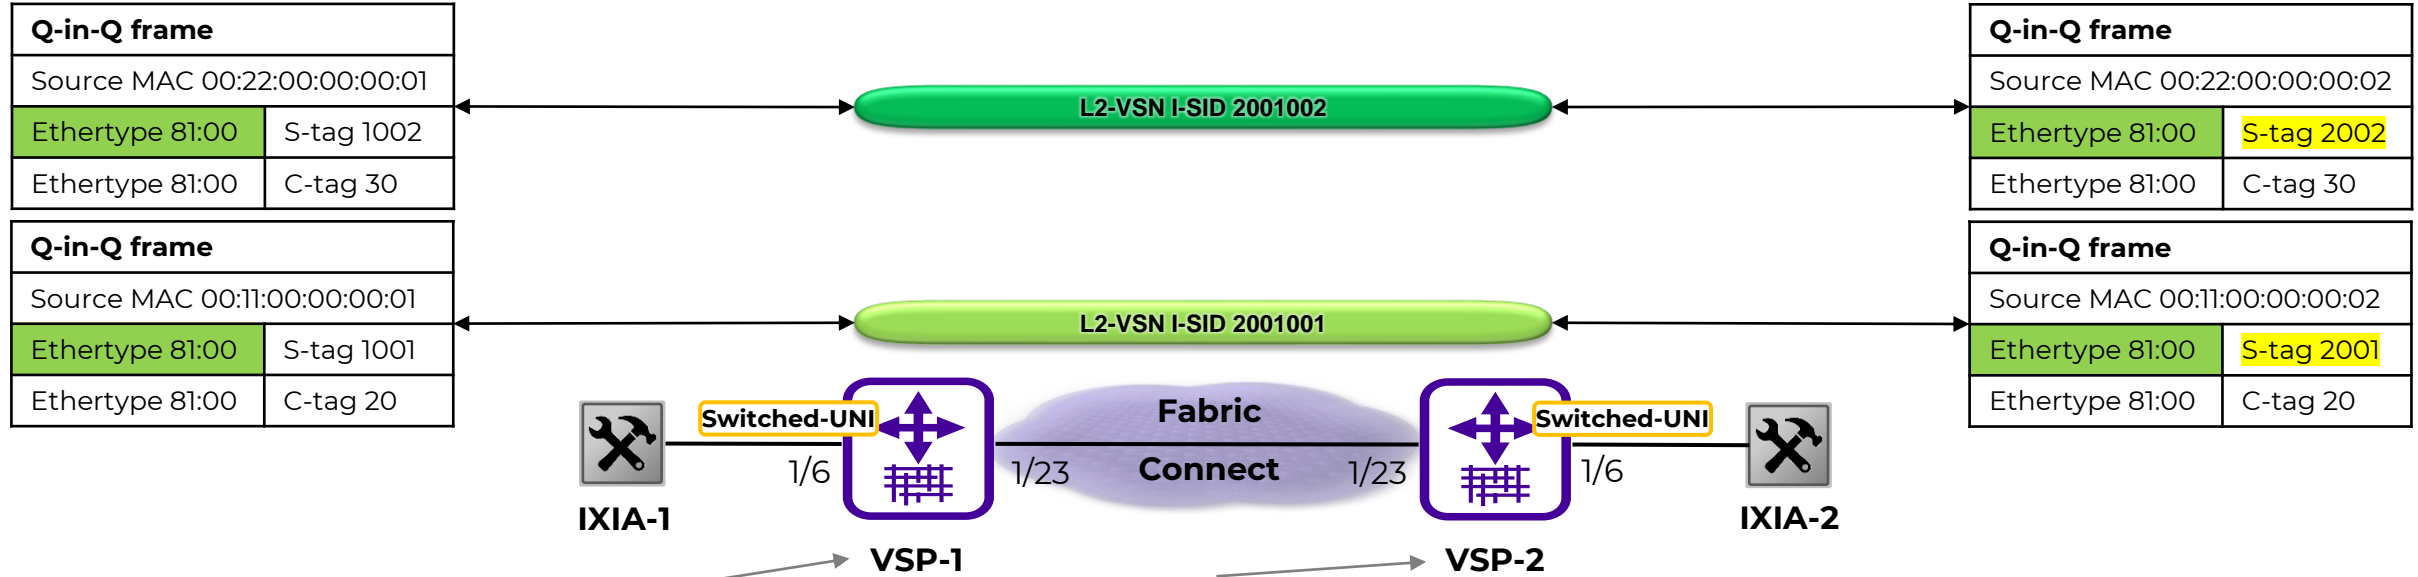 Q-in-Q frame
Source MAC 00:22:00:00:00:01
Ethertype 81:00 S-tag 1002
Ethertype 81:00 C-tag 30
L2-VSN I-SID 2001002
Q-in-Q frame
Source MAC 00:22:00:00:00:02
Ethertype 81:00 S-tag 2002
Ethertype 81:00 C-tag 30
Q-in-Q frame
Source MAC 00:11:00:00:00:01
Ethertype 81:00 S-tag 1001
Ethertype 81:00 C-tag 20
L2-VSN I-SID 2001001
Q-in-Q frame
Source MAC 00:11:00:00:00:02
Ethertype 81:00 S-tag 2001
Ethertype 81:00 C-tag 20
Switched-UNI
Fabric
Connect
Switched-UNI
1/6
1/23
1/23
1/6
IXIA-1
IXIA-2
VSP-1
VSP-2